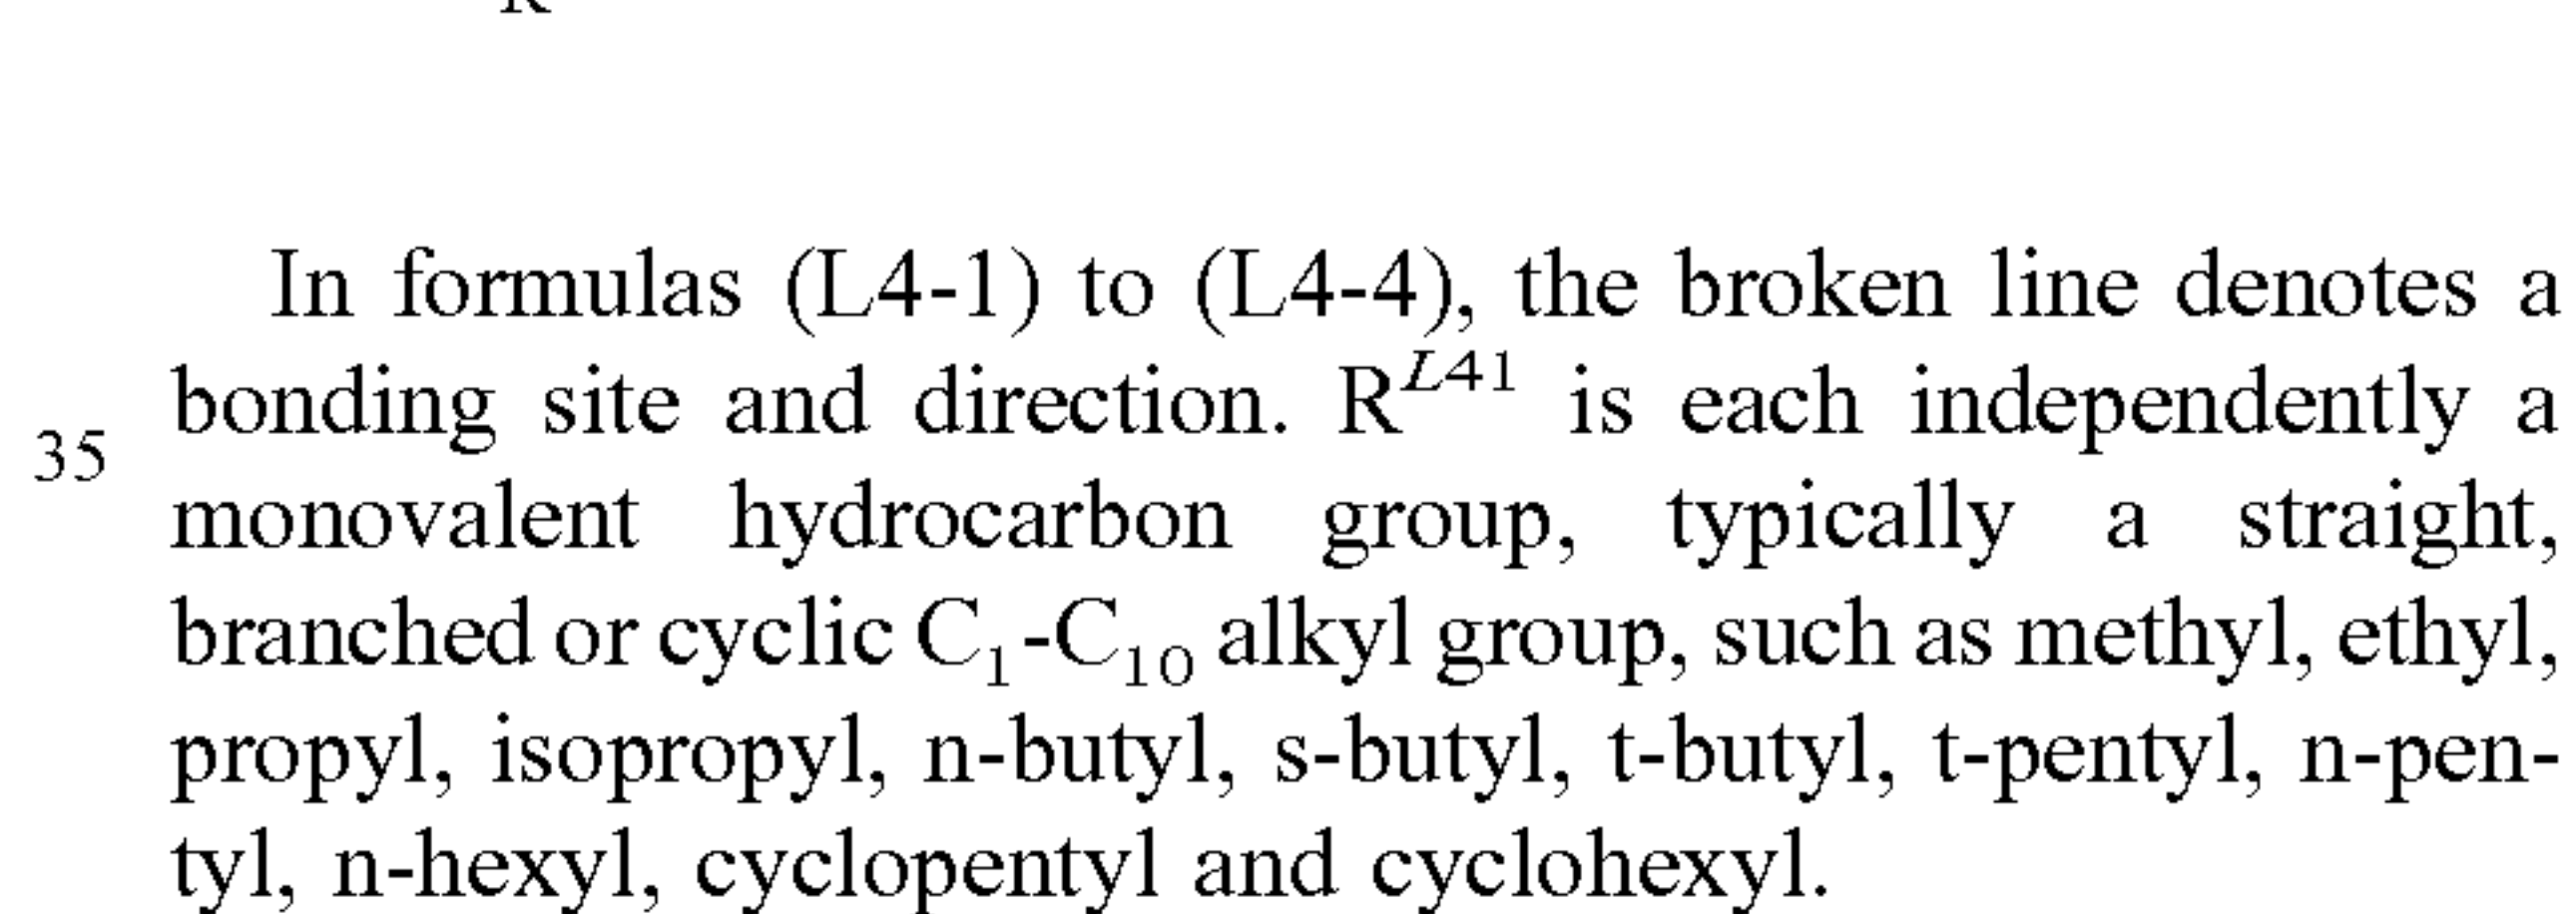 In formulas (L4-1) to (L4-4), the broken line denotes a
bonding site and direction. R^{L41} is each independently a
35
monovalent hydrocarbon group, typically a straight,
branched or cyclic C₁-C₁₀ alkyl group, such as methyl, ethyl,
propyl, isopropyl, n-butyl, s-butyl, t-butyl, t-pentyl, n-pen-
tyl, n-hexyl, cyclopentyl and cyclohexyl.